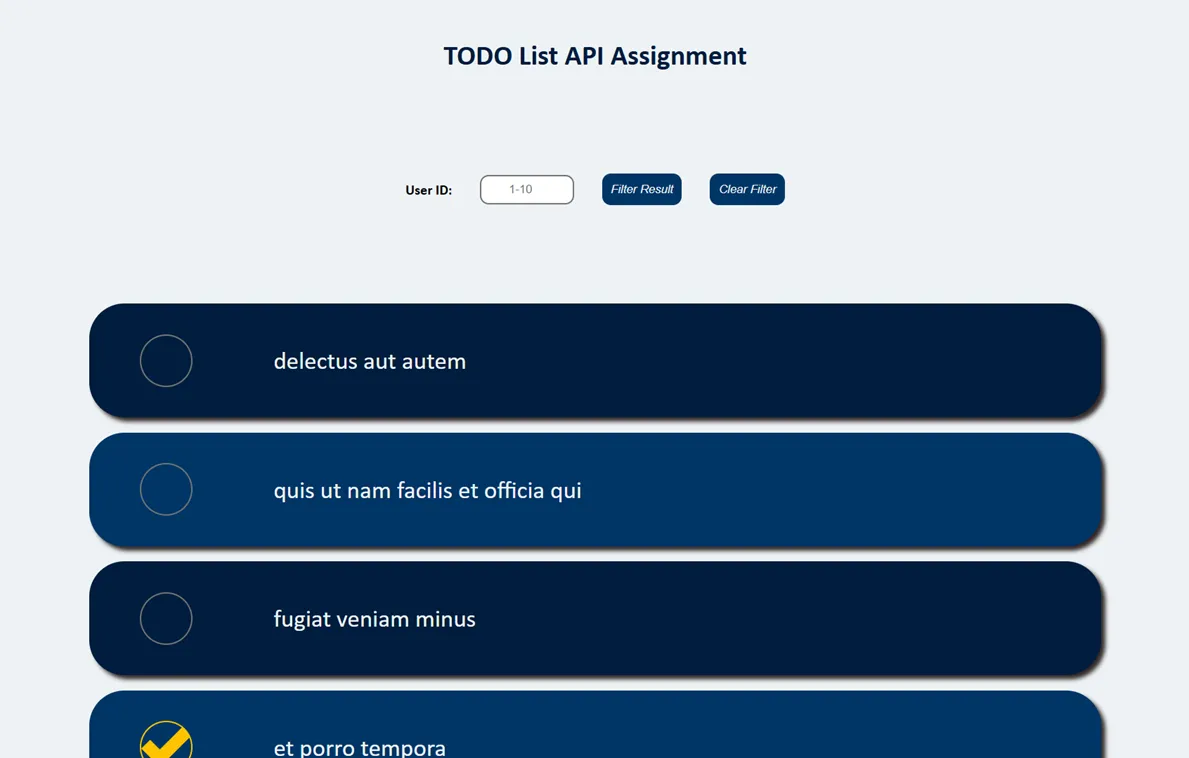 TODO List API Assignment
User ID: 1-10 Filter Result Clear Filter
delectus aut autem
quis ut nam facilis et officia qui
fugiat veniam minus
et porro tempora